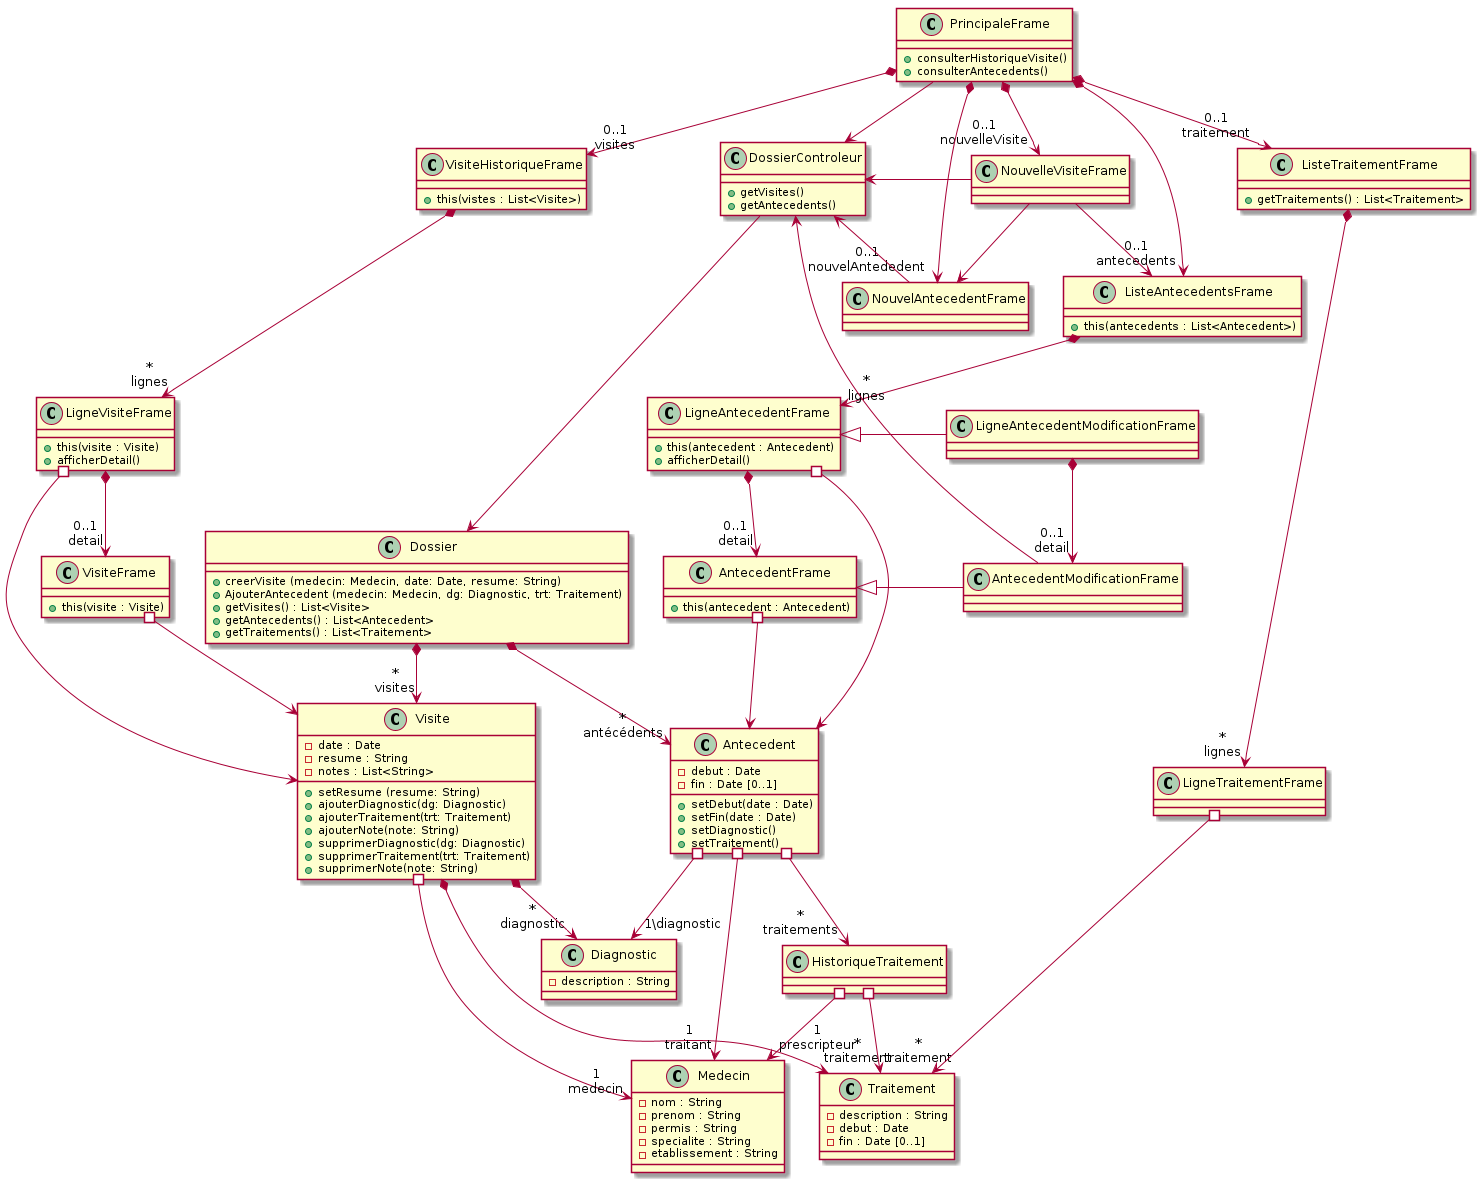 C PrincipaleFrame
consulterHistoriqueVisite()
consulterAntecedents()
0..1
visites
0..1
nouvelleVisite
0..1
traitement
C VisiteHistoriqueFrame
this(vistes : List<Visite>)
C DossierControleur
getVisites()
getAntecedents()
C NouvelleVisiteFrame
C ListeTraitementFrame
getTraitements() : List<Traitement>
0..1
nouvelAntededent
0..1
antecedents
C NouvelAntecedentFrame
C ListeAntecedentsFrame
this(antecedents : List<Antecedent>)
*
lignes
*
lignes
C LigneVisiteFrame
this(visite : Visite)
afficherDetail()
C LigneAntecedentFrame
this(antecedent : Antecedent)
afficherDetail()
C LigneAntecedentModificationFrame
0..1
detail
0..1
detail
0..1
detail
C VisiteFrame
this(visite : Visite)
C Dossier
creerVisite (medecin: Medecin, date: Date, resume: String)
AjouterAntecedent (medecin: Medecin, dg: Diagnostic, trt: Traitement)
getVisites() : List<Visite>
getAntecedents() : List<Antecedent>
getTraitements() : List<Traitement>
C AntecedentFrame
this(antecedent : Antecedent)
C AntecedentModificationFrame
*
visites
*
antécédents
*
lignes
C Visite
date : Date
resume : String
notes : List<String>
setResume (resume: String)
ajouterDiagnostic(dg: Diagnostic)
ajouterTraitement(trt: Traitement)
ajouterNote(note: String)
supprimerDiagnostic(dg: Diagnostic)
supprimerTraitement(trt: Traitement)
supprimerNote(note: String)
C Antecedent
debut : Date
fin : Date [0..1]
setDebut(date : Date)
setFin(date : Date)
setDiagnostic()
setTraitement()
C LigneTraitementFrame
*
diagnostic
1\diagnostic
*
traitements
C Diagnostic
description : String
C HistoriqueTraitement
1
medecin
1
traitant
1
prescripteur
*
traitement
*
traitement
C Medecin
nom : String
prenom : String
permis : String
specialite : String
etablissement : String
C Traitement
description : String
debut : Date
fin : Date [0..1]